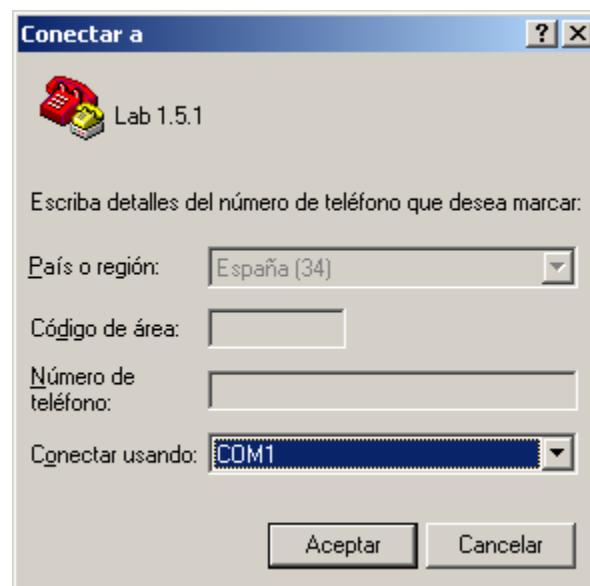 Conectar a
Lab 1.5.1
Escriba detalles del número de teléfono que desea marcar:
País o región: España (34)
Código de área:
Número de
teléfono:
Conectar usando: COM1
Aceptar Cancelar